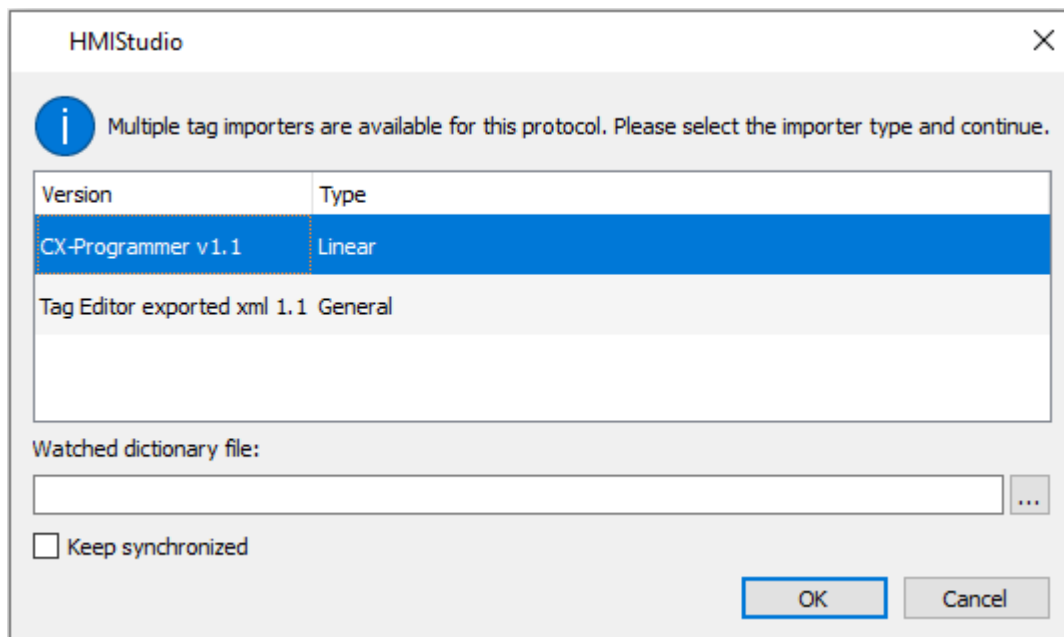 HMIStudio
Multiple tag importers are available for this protocol. Please select the importer type and continue.
Version Type
CX-Programmer v1.1 Linear
Tag Editor exported xml 1.1 General
Watched dictionary file:
...
Keep synchronized
OK Cancel